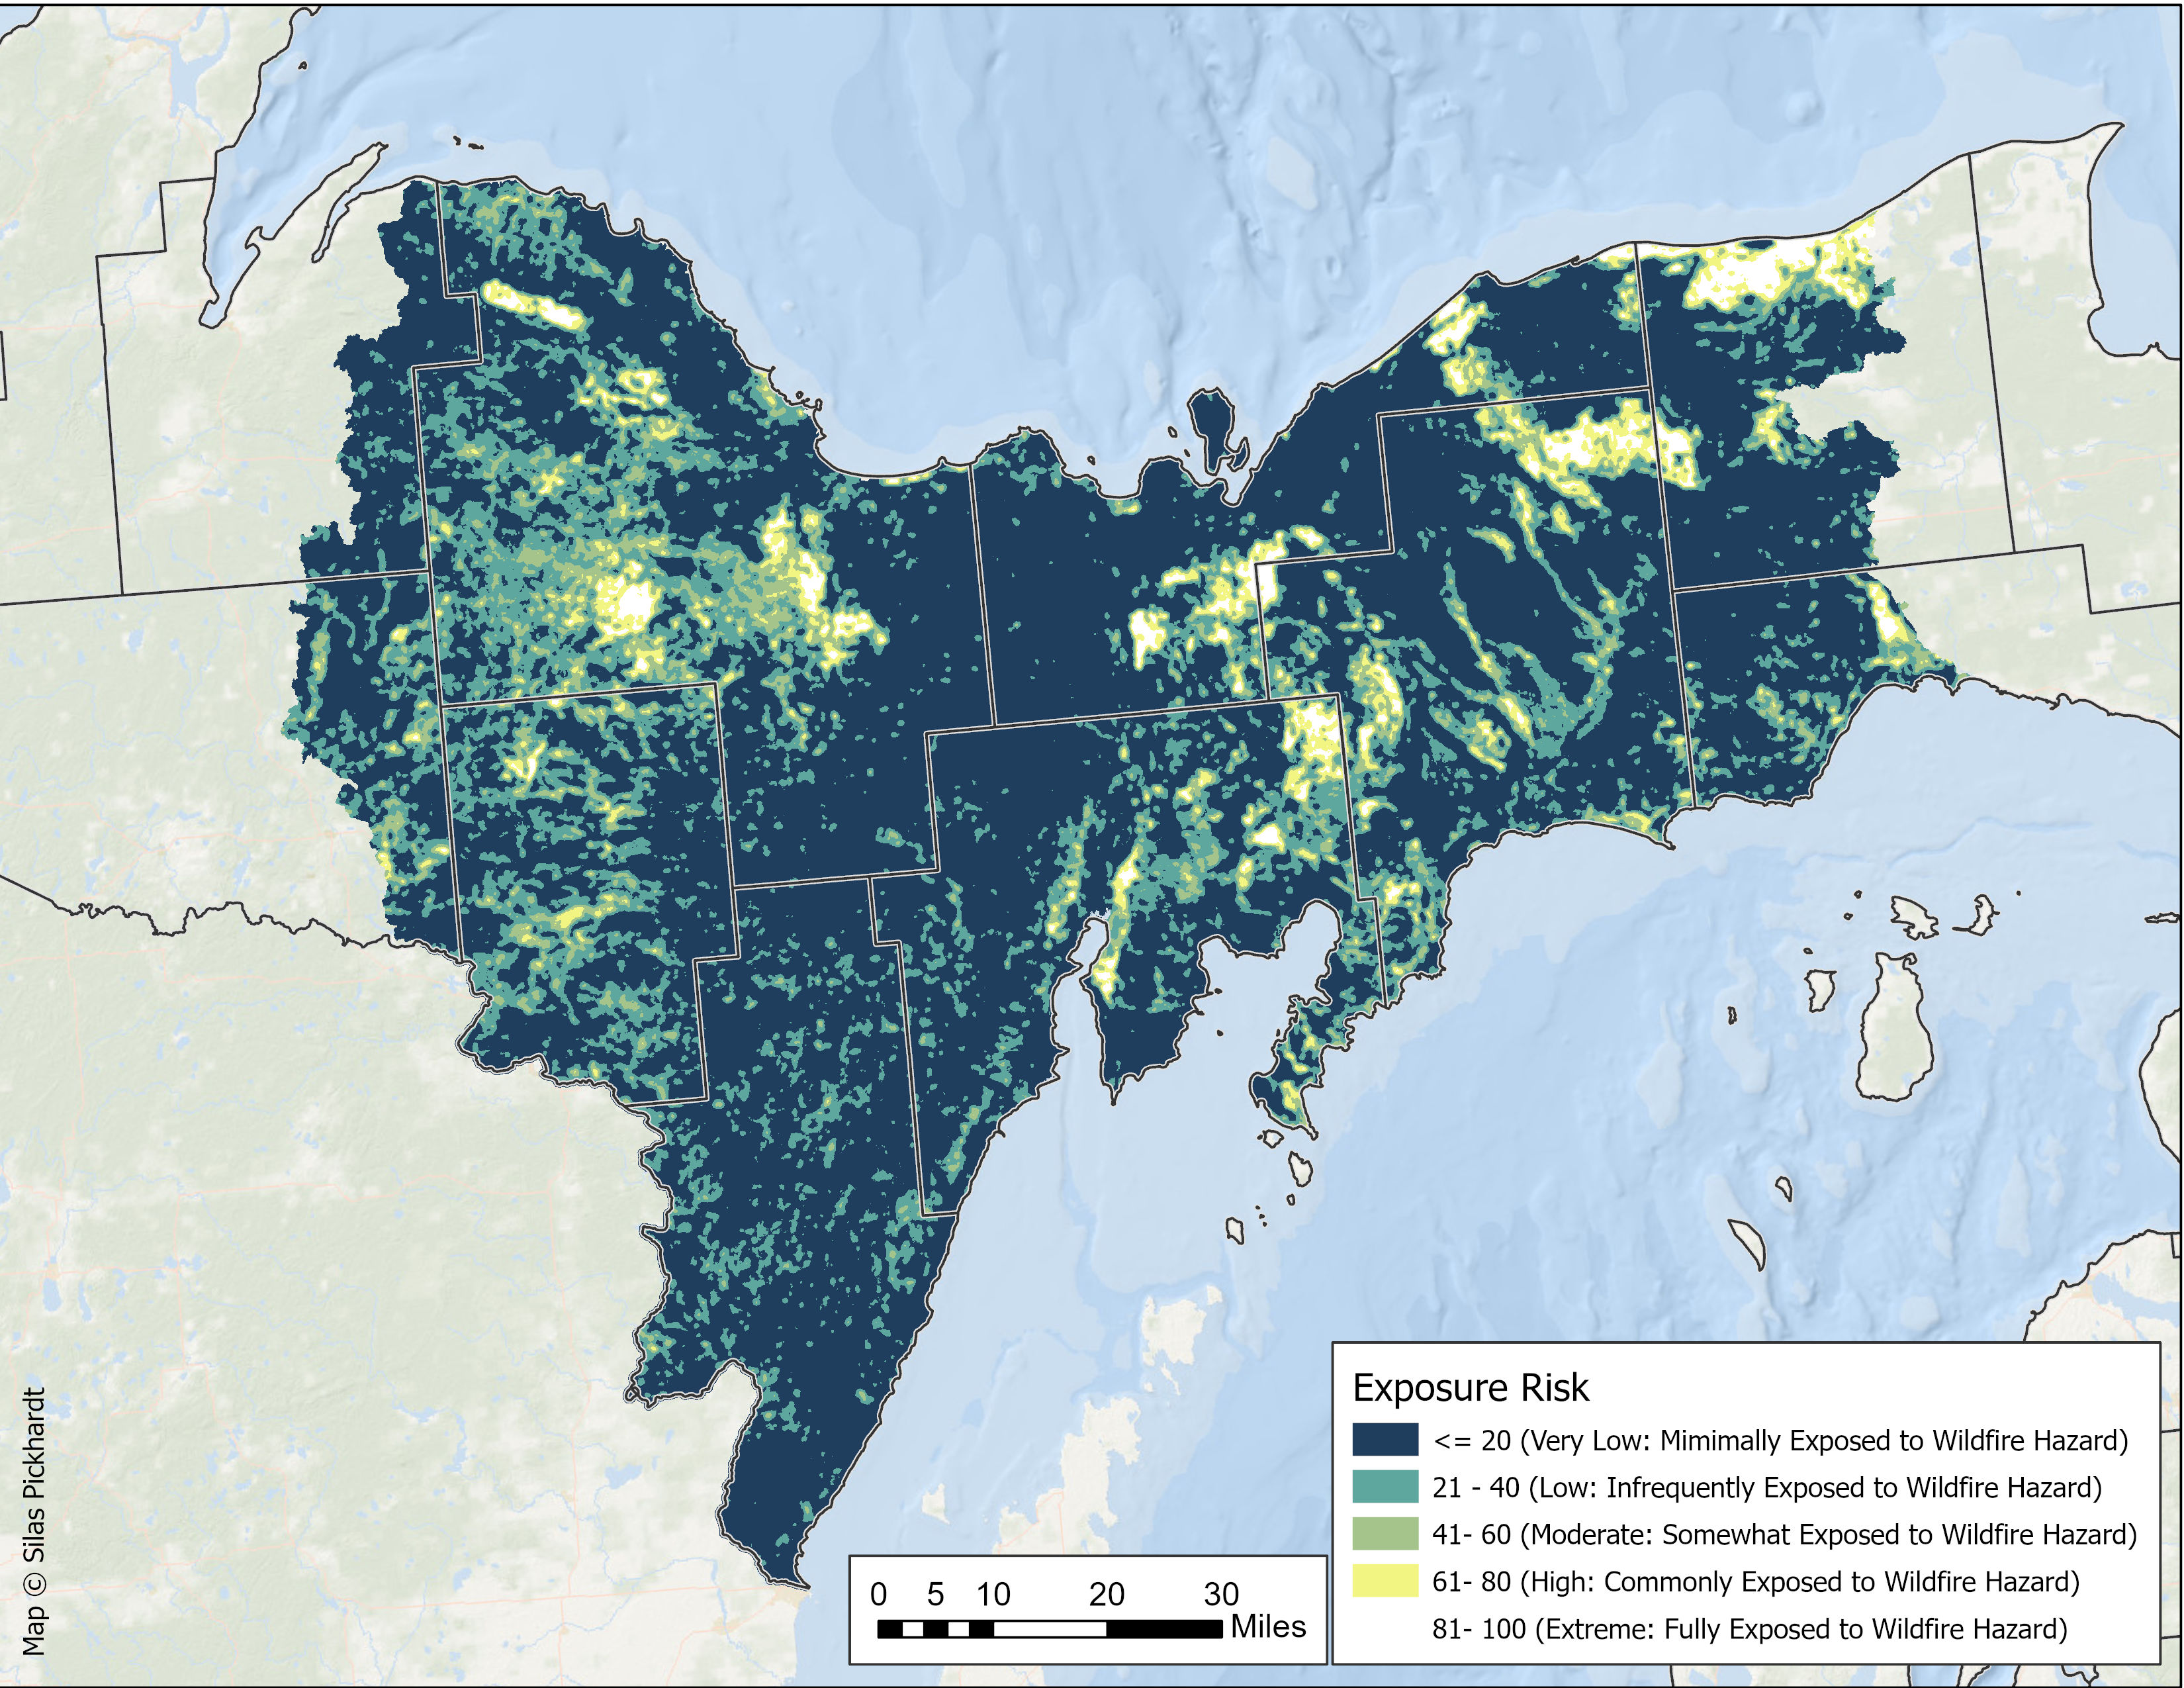 Exposure Risk
<= 20 (Very Low: Mimimally Exposed to Wildfire Hazard)
21 - 40 (Low: Infrequently Exposed to Wildfire Hazard)
41- 60 (Moderate: Somewhat Exposed to Wildfire Hazard)
61- 80 (High: Commonly Exposed to Wildfire Hazard)
81- 100 (Extreme: Fully Exposed to Wildfire Hazard)
0 5 10 20 30
Miles
Map © Silas Pickhardt